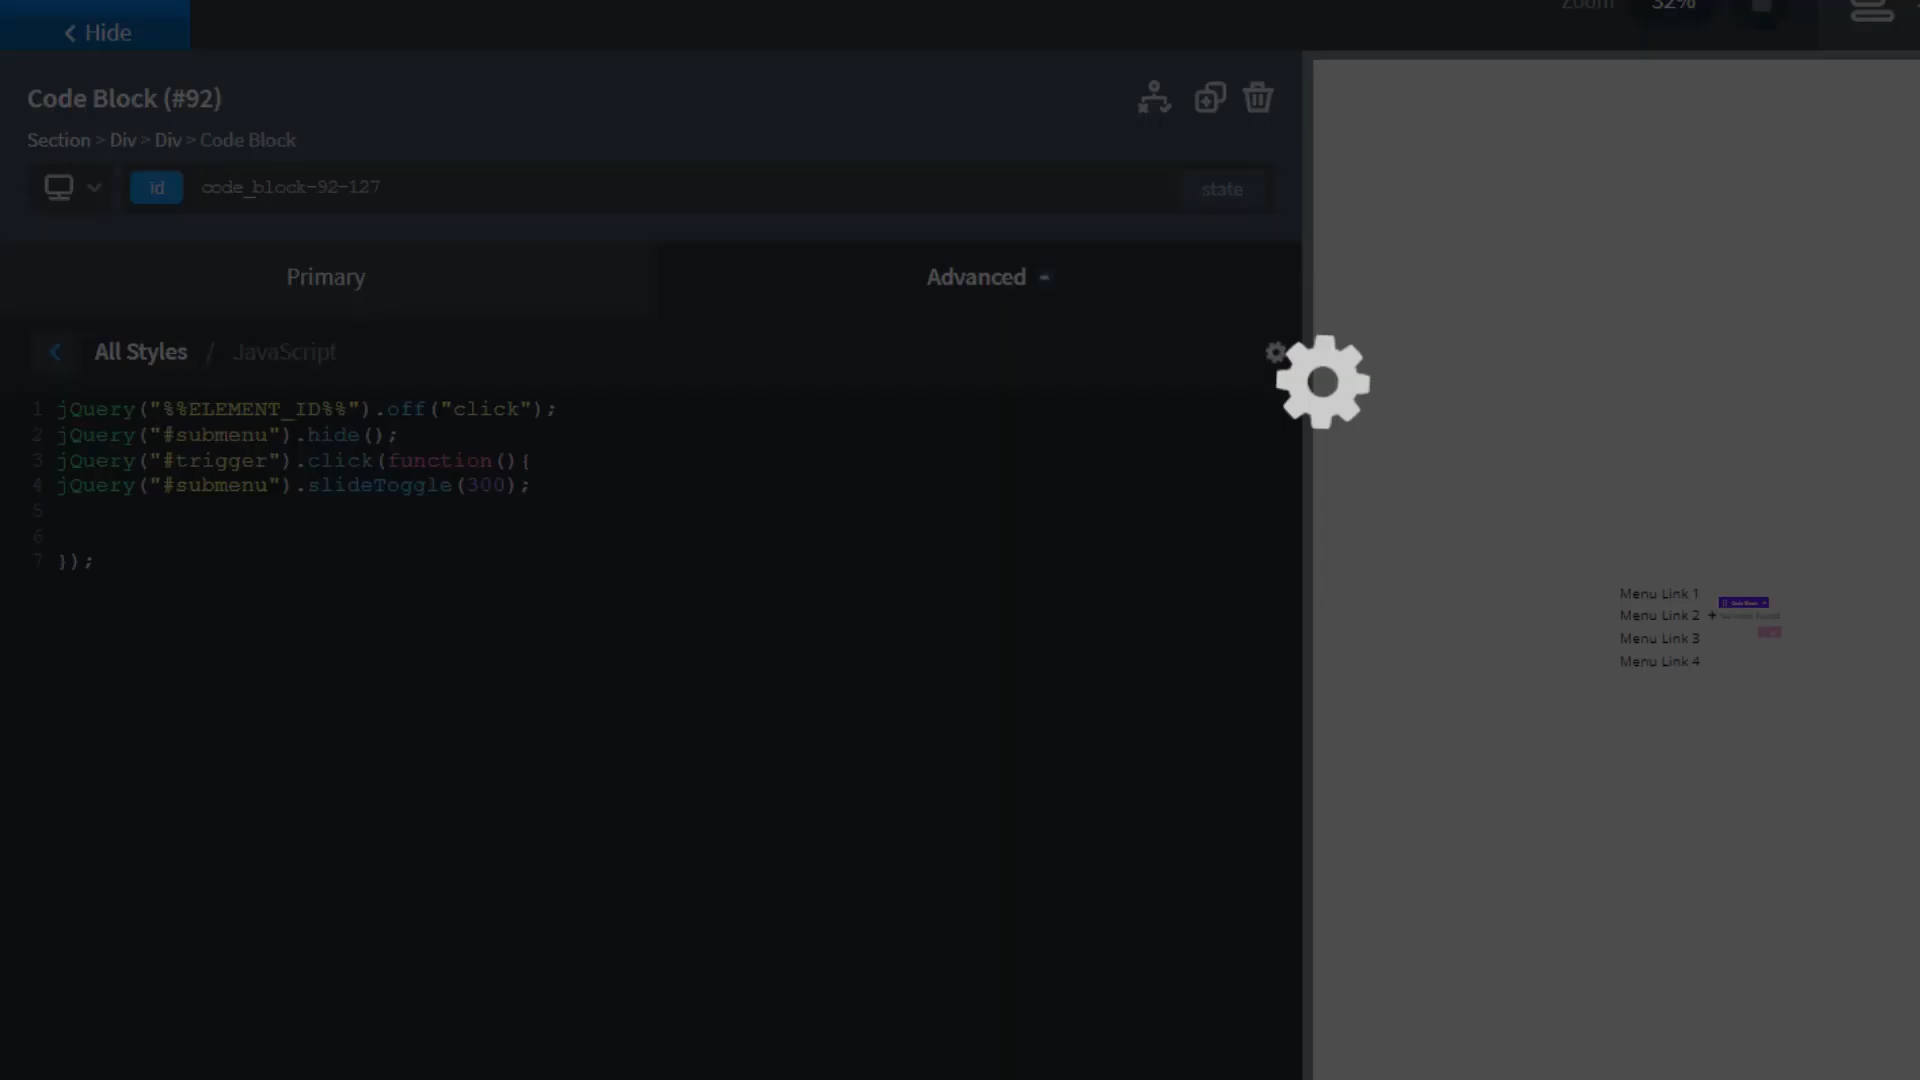 Hide
Zoom 32%
Code Block (#92)
Section > Div > Div > Code Block
id code_block-92-127 state
Primary
Advanced
All Styles / JavaScript
1 jQuery("%%ELEMENT_ID%%").off("click");
2 jQuery("#submenu").hide();
3 jQuery("#trigger").click(function(){
4 jQuery("#submenu").slideToggle(300);
5
6
7 });
Menu Link 1
Menu Link 2 +
Menu Link 3
Menu Link 4